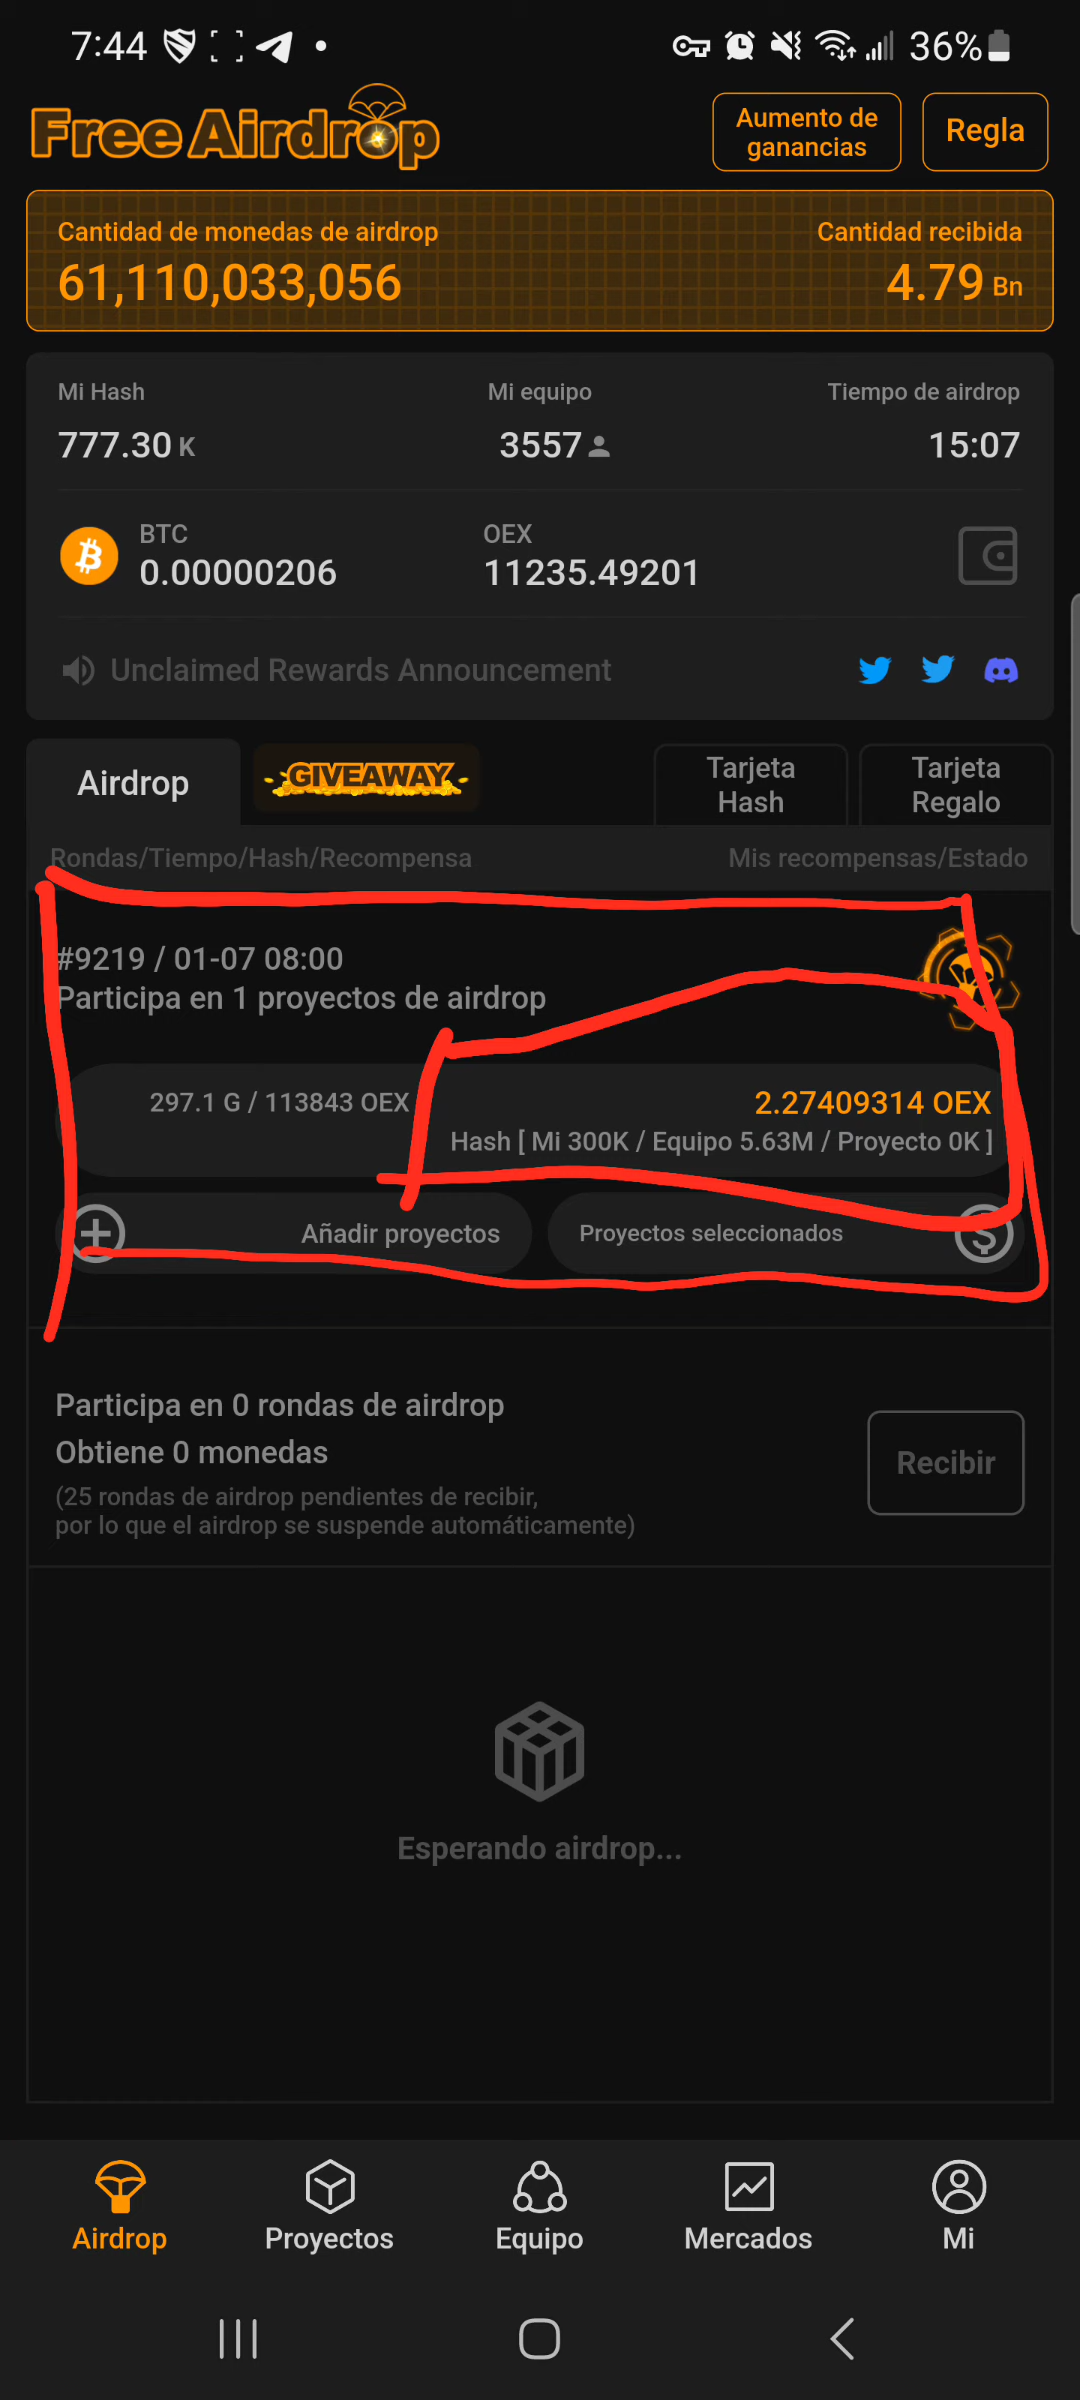 7:44
36%
Free Airdrop
Aumento de
ganancias
Regla
Cantidad de monedas de airdrop
Cantidad recibida
61,110,033,056
4.79 Bn
Mi Hash
Mi equipo
Tiempo de airdrop
777.30 K
3557
15:07
BTC
OEX
0.00000206
11235.49201
Unclaimed Rewards Announcement
Airdrop
GIVEAWAY
Tarjeta
Hash
Tarjeta
Regalo
Rondas/Tiempo/Hash/Recompensa
Mis recompensas/Estado
#9219 / 01-07 08:00
Participa en 1 proyectos de airdrop
297.1 G / 113843 OEX
2.27409314 OEX
Hash [ Mi 300K / Equipo 5.63M / Proyecto 0K ]
Añadir proyectos
Proyectos seleccionados
Participa en 0 rondas de airdrop
Obtiene 0 monedas
(25 rondas de airdrop pendientes de recibir,
por lo que el airdrop se suspende automáticamente)
Recibir
Esperando airdrop...
Airdrop
Proyectos
Equipo
Mercados
Mi